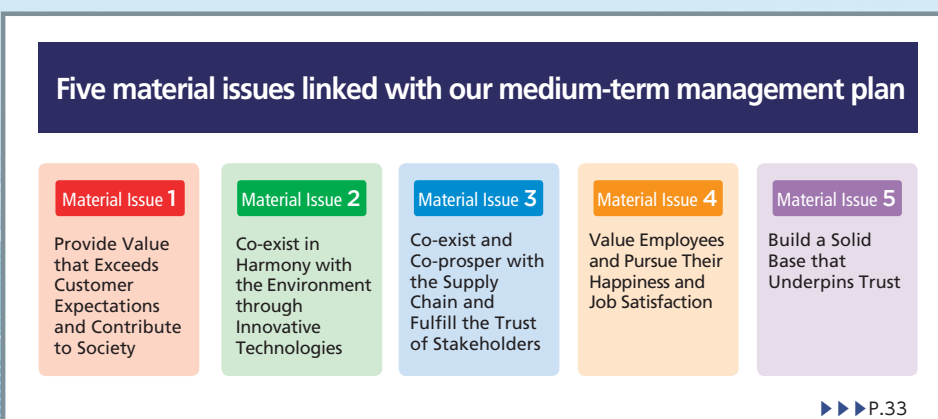 Five material issues linked with our medium-term management plan
Material Issue 1
Provide Value
that Exceeds
Customer
Expectations
and Contribute
to Society
Material Issue 2
Co-exist in
Harmony with
the Environment
through
Innovative
Technologies
Material Issue 3
Co-exist and
Co-prosper with
the Supply
Chain and
Fulfill the Trust
of Stakeholders
Material Issue 4
Value Employees
and Pursue Their
Happiness and
Job Satisfaction
Material Issue 5
Build a Solid
Base that
Underpins Trust
▶▶▶P.33